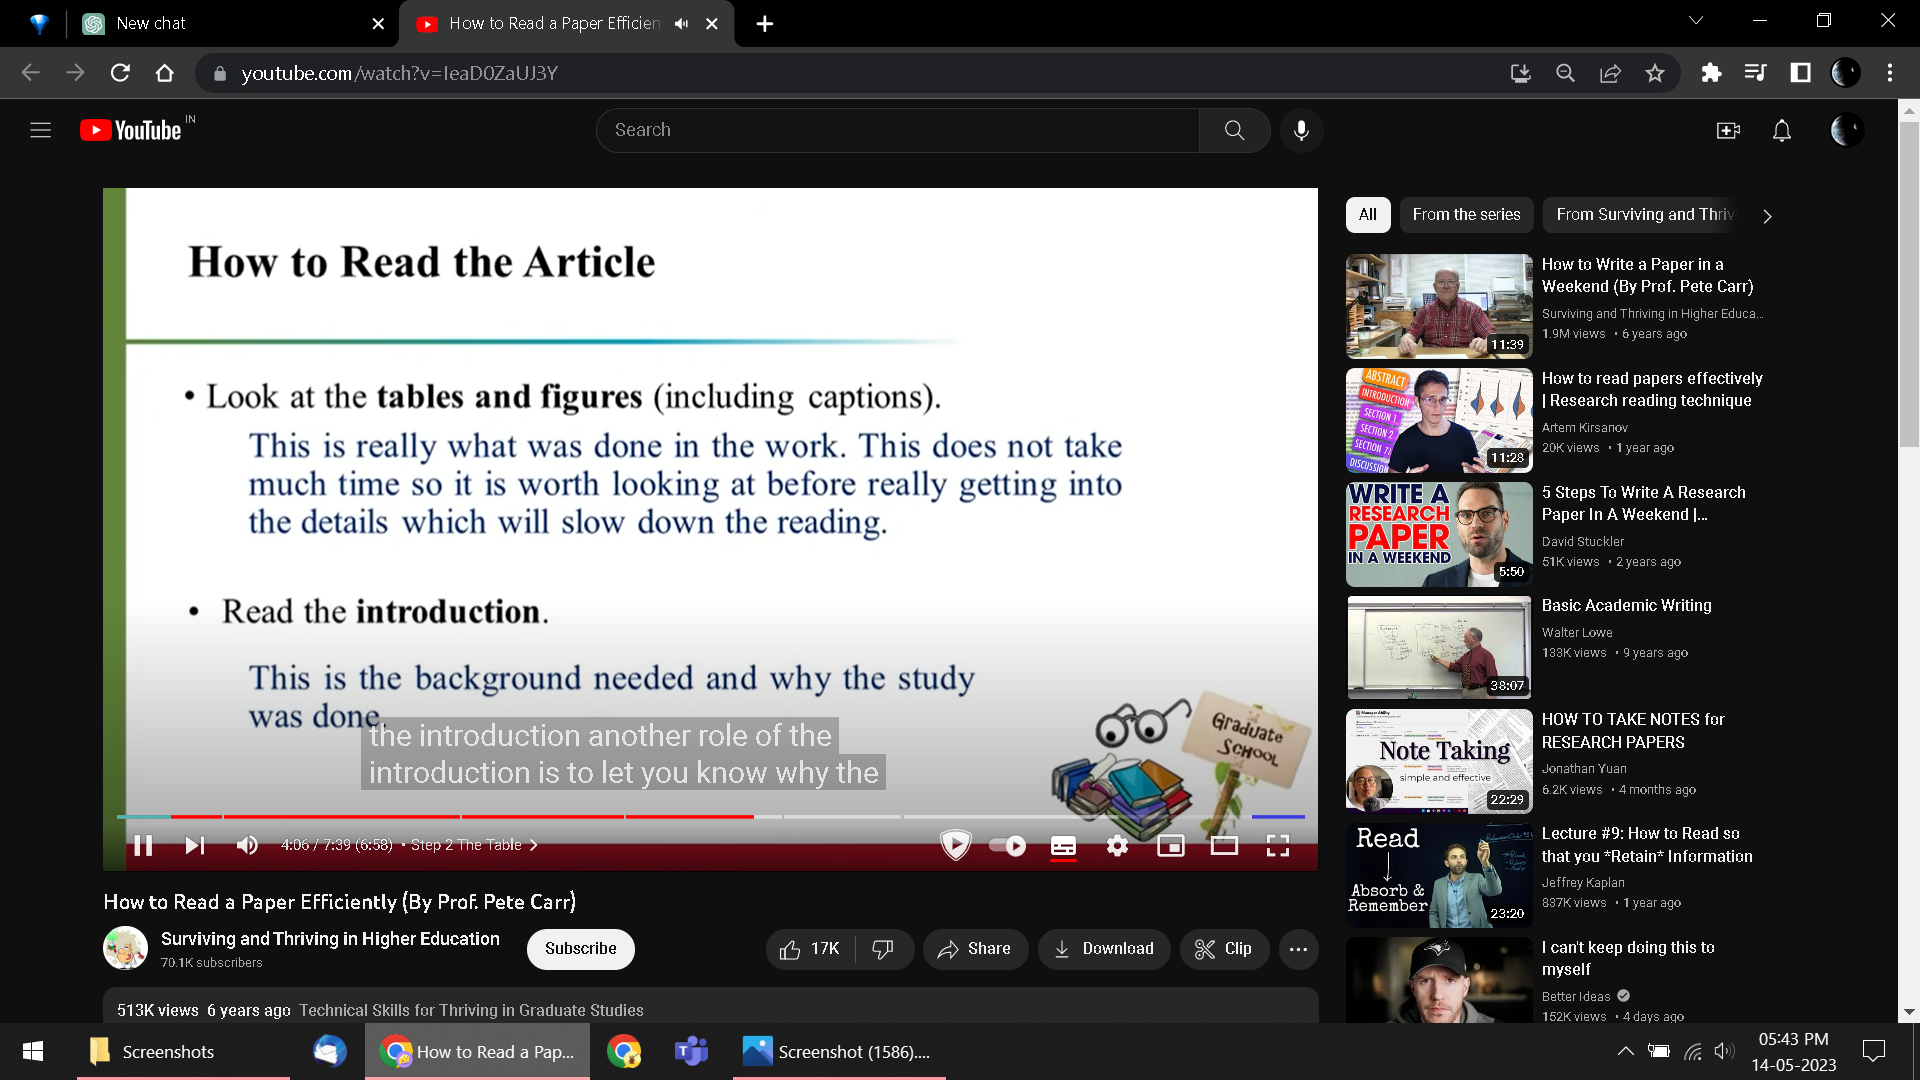 New chat
How to Read a Paper Efficien
youtube.com/watch?v=IeaD0ZaUJ3Y
YouTube IN
Search
How to Read the Article
• Look at the tables and figures (including captions).
This is really what was done in the work. This does not take
much time so it is worth looking at before really getting into
the details which will slow down the reading.
• Read the introduction.
This is the background needed and why the study
was done.
the introduction another role of the
introduction is to let you know why the
Graduate
School
4:06 / 7:39 (6:58) • Step 2 The Table
How to Read a Paper Efficiently (By Prof. Pete Carr)
Surviving and Thriving in Higher Education
70.1K subscribers
Subscribe
17K
Share
Download
Clip
513K views 6 years ago Technical Skills for Thriving in Graduate Studies
All
From the series
From Surviving and Thriv
How to Write a Paper in a
Weekend (By Prof. Pete Carr)
Surviving and Thriving in Higher Educa...
1.9M views • 6 years ago
11:39
ABSTRACT
INTRODUCTION
SECTION 1
SECTION 2
SECTION
DISCUSSION
11:28
How to read papers effectively
| Research reading technique
Artem Kirsanov
20K views • 1 year ago
WRITE A
RESEARCH
PAPER
IN A WEEKEND
5:50
5 Steps To Write A Research
Paper In A Weekend |...
David Stuckler
51K views • 2 years ago
38:07
Basic Academic Writing
Walter Lowe
133K views • 9 years ago
Note Taking
simple and effective
22:29
HOW TO TAKE NOTES for
RESEARCH PAPERS
Jonathan Yuan
6.2K views • 4 months ago
Read
Absorb &
Remember
23:20
Lecture #9: How to Read so
that you *Retain* Information
Jeffrey Kaplan
837K views • 1 year ago
I can't keep doing this to
myself
Better Ideas
152K views • 4 days ago
Screenshots
How to Read a Pap...
Screenshot (1586)....
05:43 PM
14-05-2023